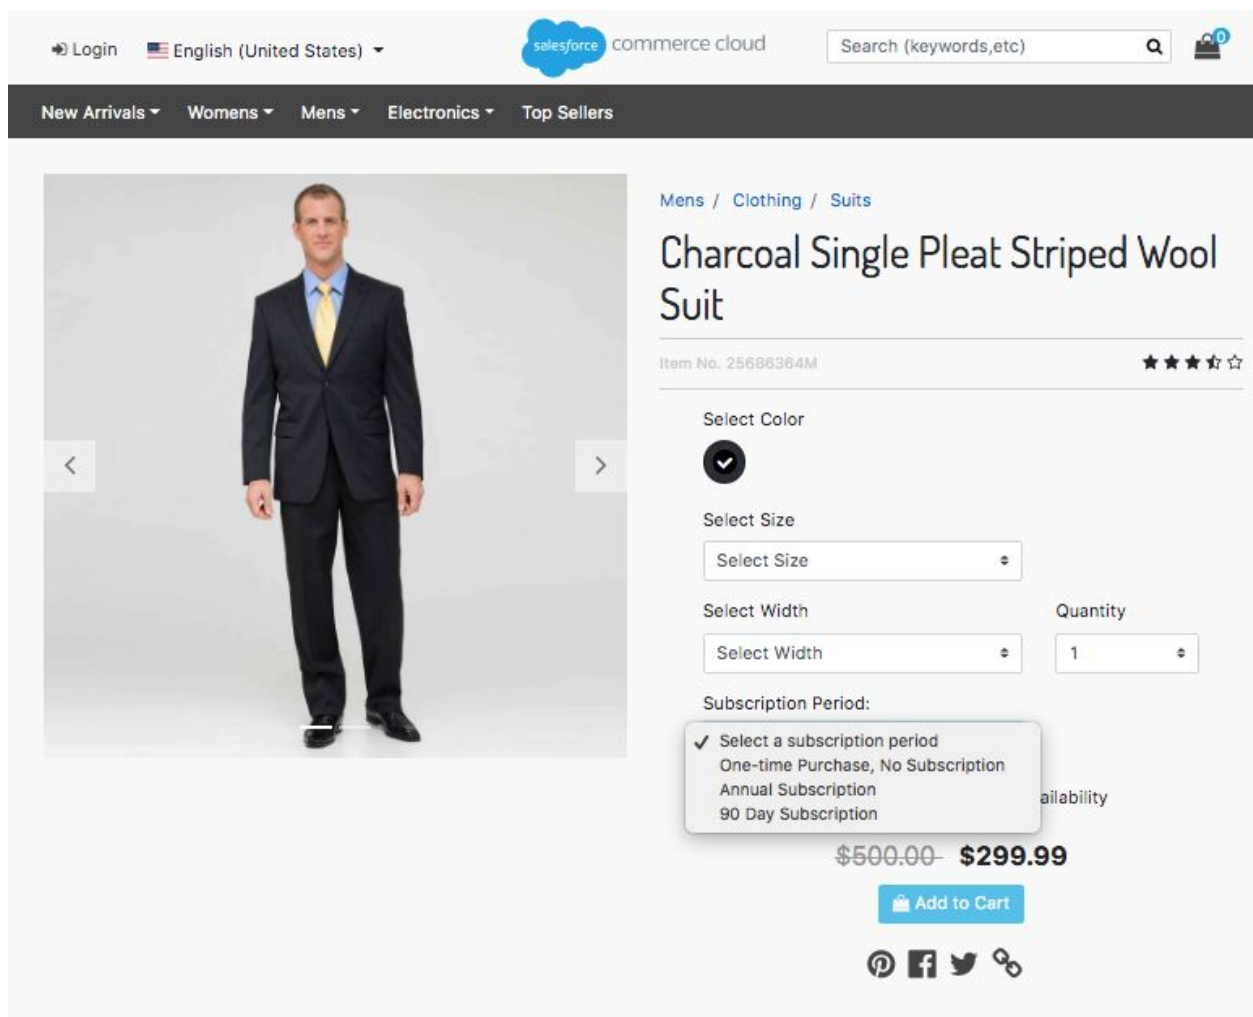 Login
English (United States)
salesforce commerce cloud
Search (keywords,etc)
0
New Arrivals
Womens
Mens
Electronics
Top Sellers
Mens / Clothing / Suits
Charcoal Single Pleat Striped Wool
Suit
Item No. 25686364M
Select Color
Select Size
Select Size
Select Width
Quantity
Select Width
1
Subscription Period:
✓ Select a subscription period
One-time Purchase, No Subscription
Annual Subscription
90 Day Subscription
ailability
$500.00 $299.99
Add to Cart